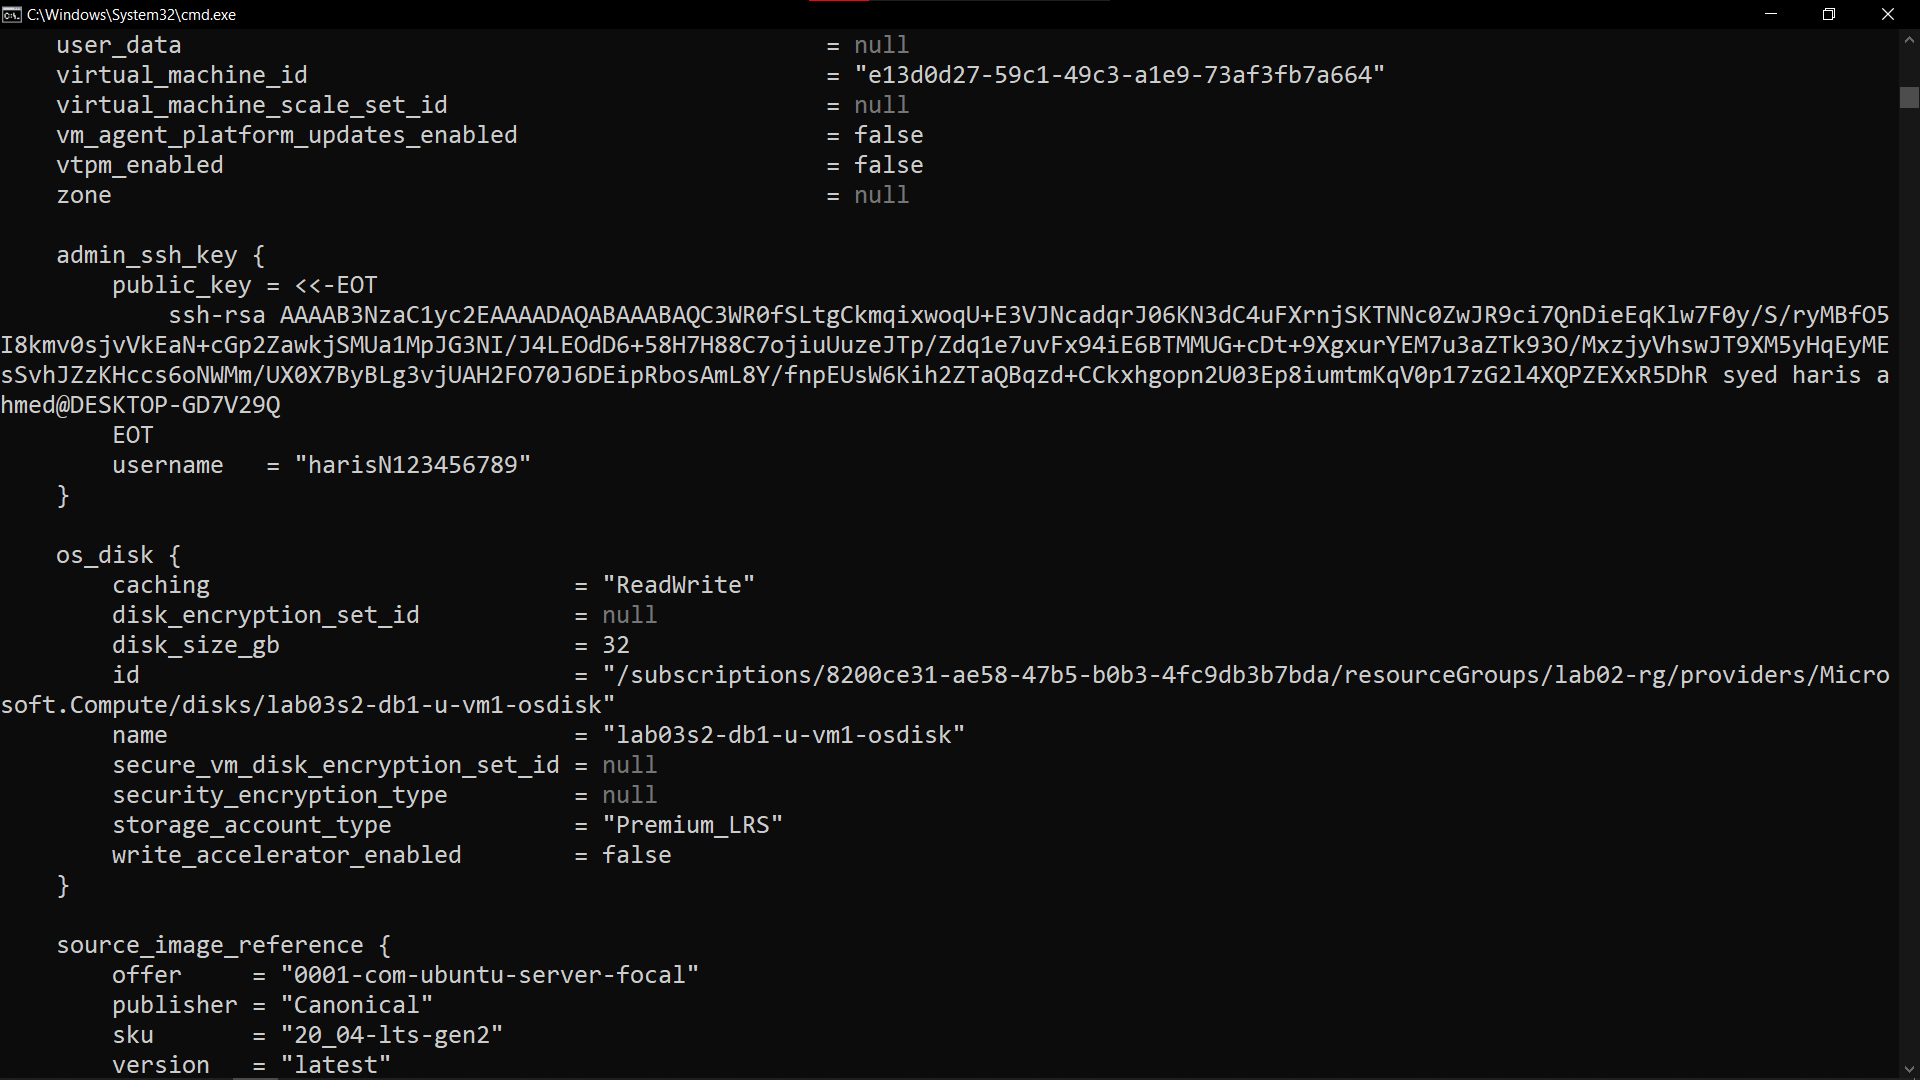 C:\Windows\System32\cmd.exe
user_data = null
virtual_machine_id = "e13d0d27-59c1-49c3-a1e9-73af3fb7a664"
virtual_machine_scale_set_id = null
vm_agent_platform_updates_enabled = false
vtpm_enabled = false
zone = null
admin_ssh_key {
public_key = <<-EOT
ssh-rsa AAAAB3NzaC1yc2EAAAADAQABAAABAQC3WR0fSLtgCkmqixwoqU+E3VJNcadqrJ06KN3dC4uFXrnjSKTNNc0ZwJR9ci7QnDieEqKlw7F0y/S/ryMBfO5
I8kmv0sjvVkEaN+cGp2ZawkjSMUa1MpJG3NI/J4LEOdD6+58H7H88C7ojiuUuzeJTp/Zdq1e7uvFx94iE6BTMMUG+cDt+9XgxurYEM7u3aZTk93O/MxzjyVhswJT9XM5yHqEyME
sSvhJZzKHccs6oNWMm/UX0X7ByBLg3vjUAH2FO70J6DEipRbosAmL8Y/fnpEUsW6Kih2ZTaQBqzd+CCkxhgopn2U03Ep8iumtmKqV0p17zG2l4XQPZEXxR5DhR syed haris a
hmed@DESKTOP-GD7V29Q
EOT
username = "harisN123456789"
}
os_disk {
caching = "ReadWrite"
disk_encryption_set_id = null
disk_size_gb = 32
id = "/subscriptions/8200ce31-ae58-47b5-b0b3-4fc9db3b7bda/resourceGroups/lab02-rg/providers/Micro
soft.Compute/disks/lab03s2-db1-u-vm1-osdisk"
name = "lab03s2-db1-u-vm1-osdisk"
secure_vm_disk_encryption_set_id = null
security_encryption_type = null
storage_account_type = "Premium_LRS"
write_accelerator_enabled = false
}
source_image_reference {
offer = "0001-com-ubuntu-server-focal"
publisher = "Canonical"
sku = "20_04-lts-gen2"
version = "latest"